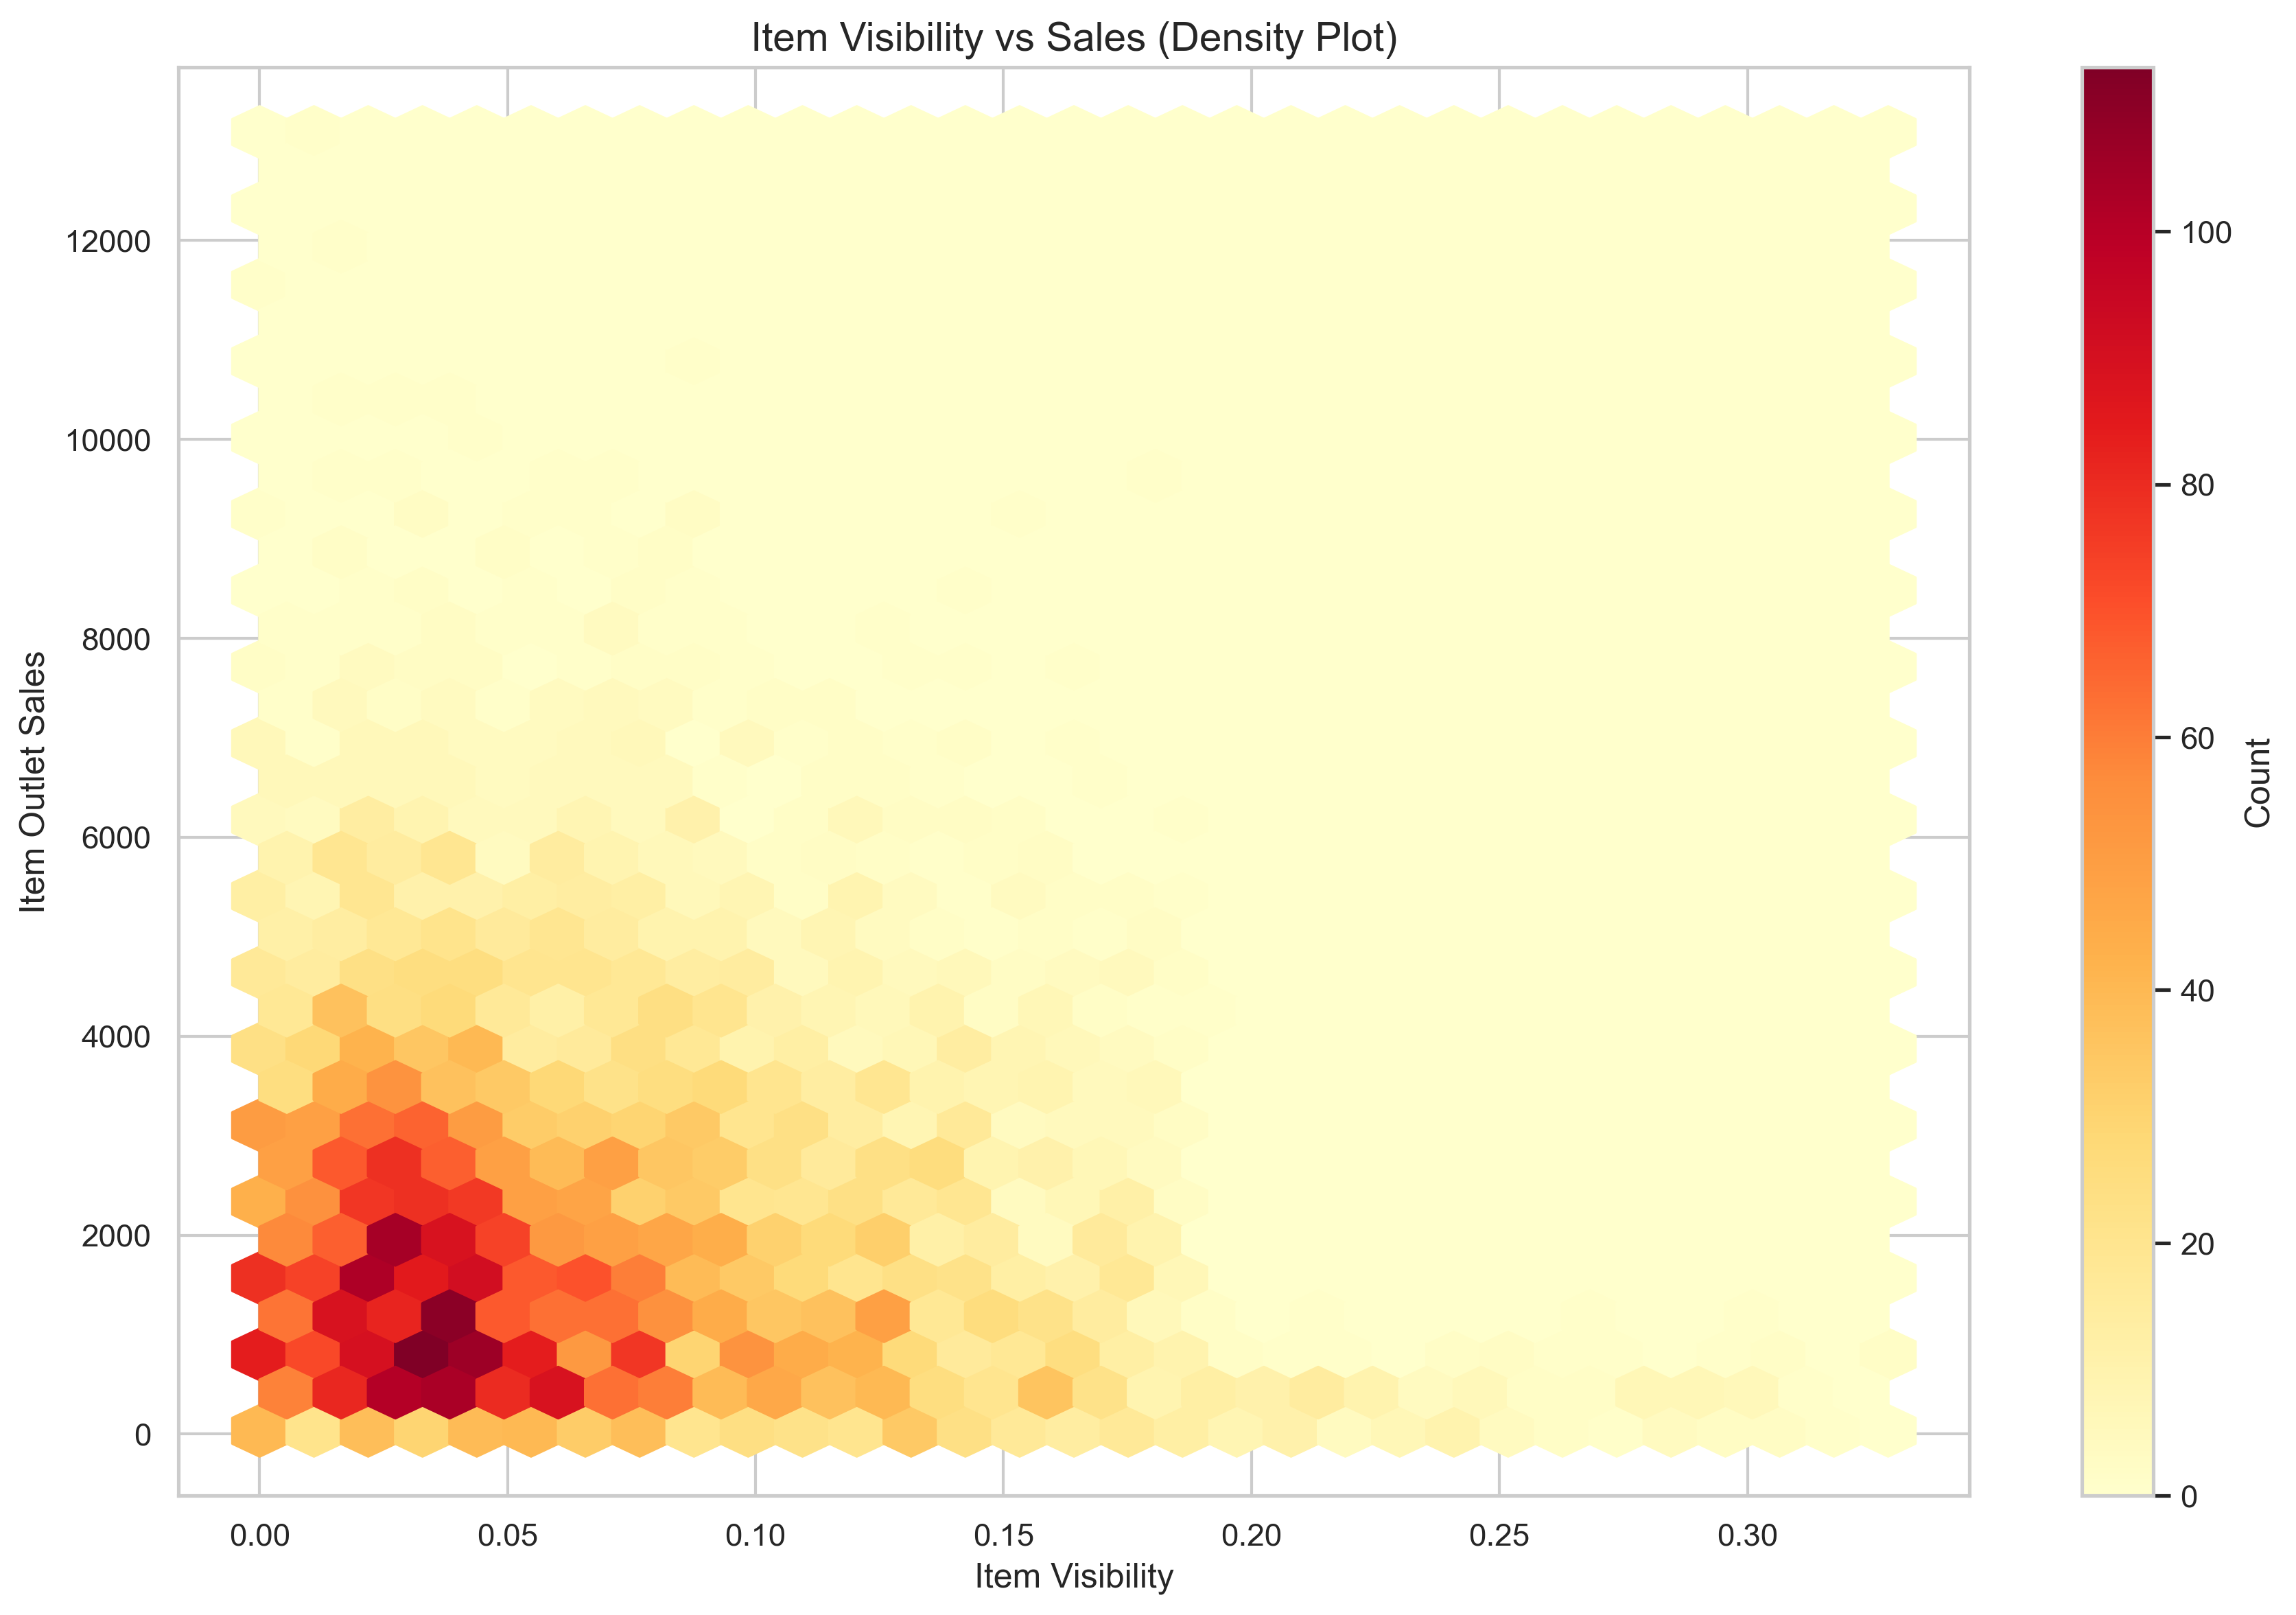 Item Visibility vs Sales (Density Plot)
12000
10000
8000
6000
4000
2000
0
Item Outlet Sales
0.00 0.05 0.10 0.15 0.20 0.25 0.30
Item Visibility
100
80
60
40
20
0
Count